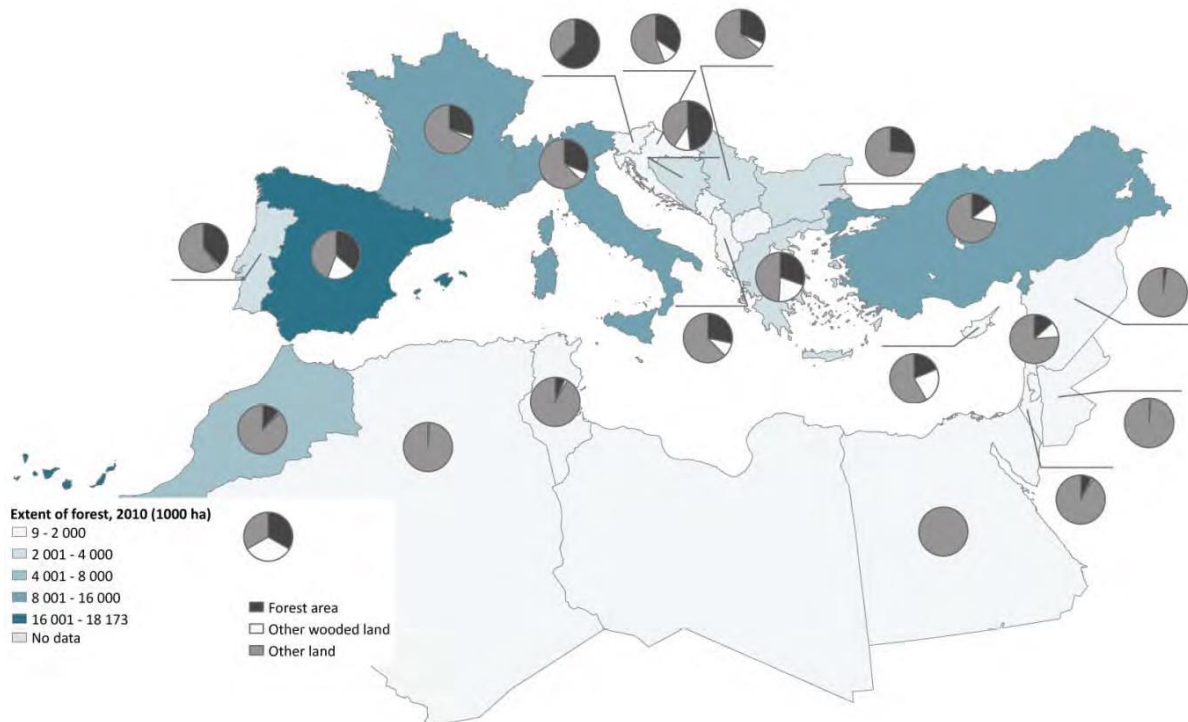 Extent of forest, 2010 (1000 ha)
9 - 2 000
2 001 - 4 000
4 001 - 8 000
8 001 - 16 000
16 001 - 18 173
No data
Forest area
Other wooded land
Other land